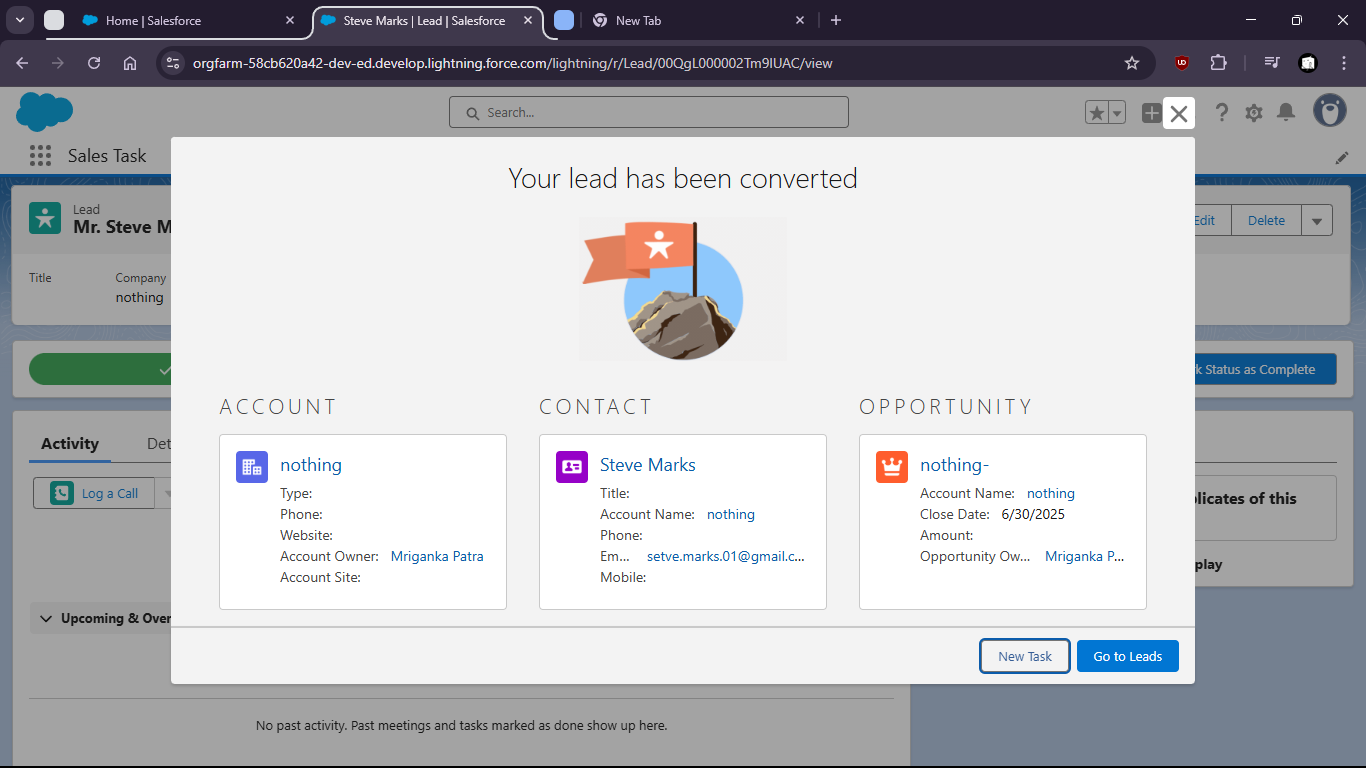 Home | Salesforce
Steve Marks | Lead | Salesforce
New Tab
orgfarm-58cb620a42-dev-ed.develop.lightning.force.com/lightning/r/Lead/00QgL000002Tm9IUAC/view
UD
Search...
Sales Task
Your lead has been converted
Lead
Mr. Steve M
Edit
Delete
Title
Company
nothing
k Status as Complete
ACCOUNT
nothing
Type:
Phone:
Website:
Account Owner: Mriganka Patra
Account Site:
CONTACT
Steve Marks
Title:
Account Name: nothing
Phone:
Em... setve.marks.01@gmail.c...
Mobile:
OPPORTUNITY
nothing-
Account Name: nothing
Close Date: 6/30/2025
Amount:
Opportunity Ow... Mriganka P...
Activity
Det
Log a Call
licates of this
play
Upcoming & Over
New Task
Go to Leads
No past activity. Past meetings and tasks marked as done show up here.